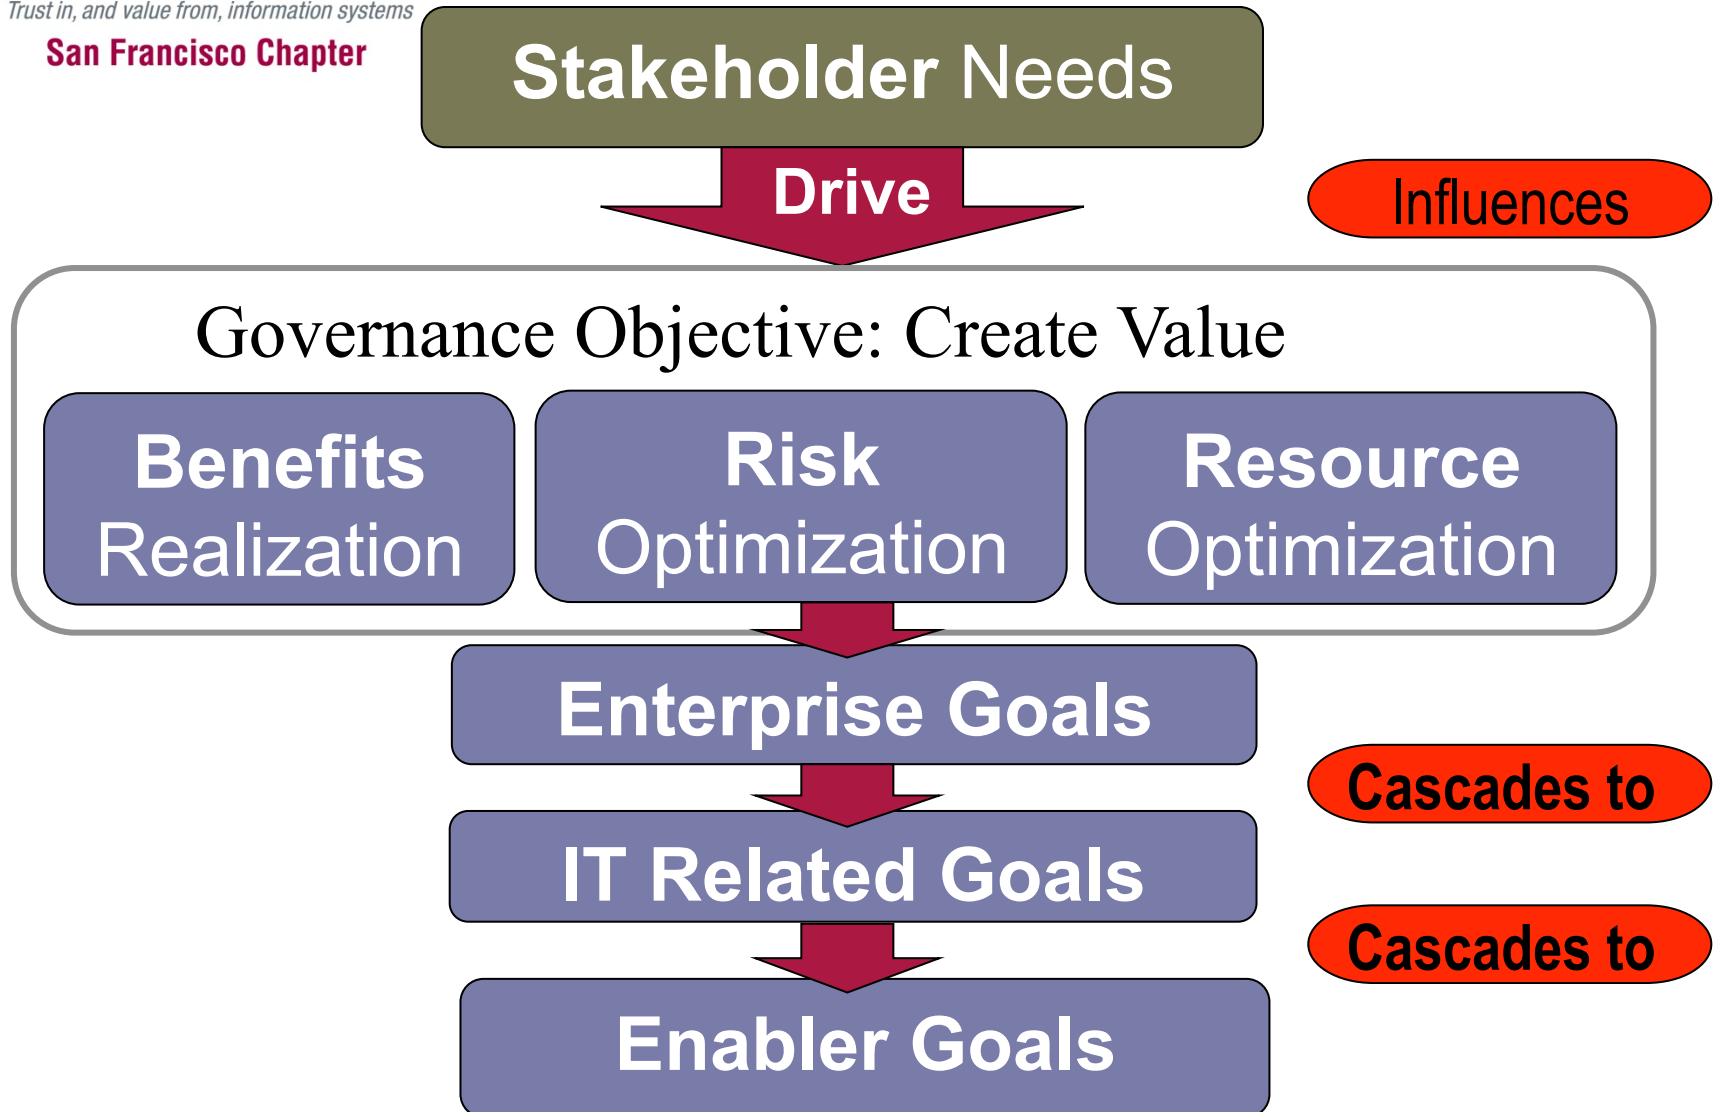 Trust in, and value from, information systems
San Francisco Chapter
Stakeholder Needs
Drive
Influences
Governance Objective: Create Value
Benefits
Realization
Risk
Optimization
Resource
Optimization
Enterprise Goals
Cascades to
IT Related Goals
Cascades to
Enabler Goals